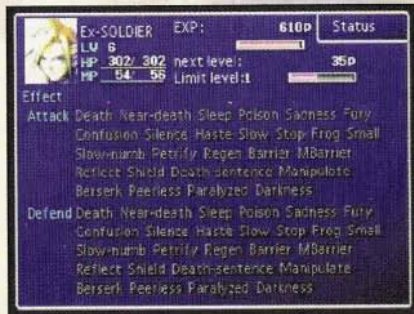 Ex-SOLDIER EXP: 610p Status
LV 6
HP 302/ 302 next level: 35p
MP 54/ 56 Limit level:1
Effect
Attack Death Near-death Sleep Poison Sadness Fury
Confusion Silence Haste Slow Stop Frog Small
Slow-numb Petrify Regen Barrier MBarrier
Reflect Shield Death-sentence Manipulate
Berserk Peerless Paralyzed Darkness
Defend Death Near-death Sleep Poison Sadness Fury
Confusion Silence Haste Slow Stop Frog Small
Slow-numb Petrify Regen Barrier MBarrier
Reflect Shield Death-sentence Manipulate
Berserk Peerless Paralyzed Darkness